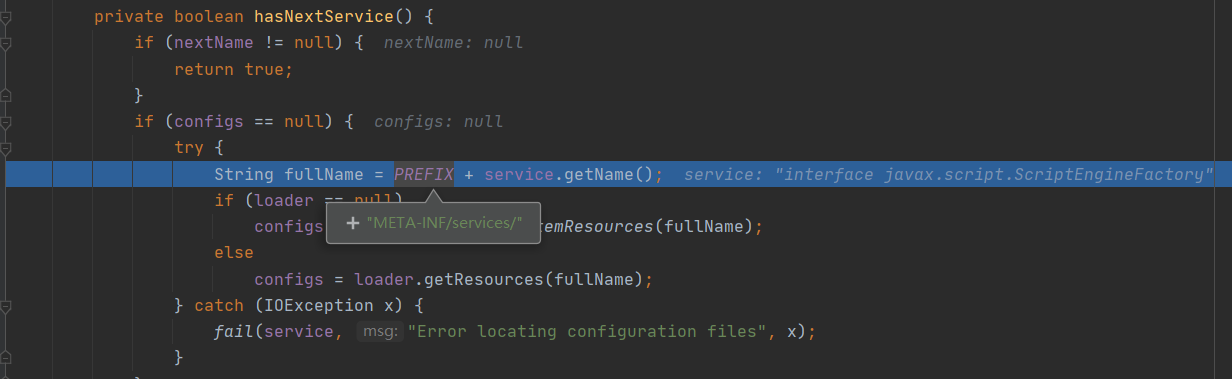 private boolean hasNextService() {
if (nextName != null) { nextName: null
return true;
}
if (configs == null) { configs: null
try {
String fullName = PREFIX + service.getName(); service: "interface javax.script.ScriptEngineFactory"
if (loader == null)
+ "META-INF/services/"
configs emResources(fullName);
else
configs = loader.getResources(fullName);
} catch (IOException x) {
fail(service, msg: "Error locating configuration files", x);
}
}